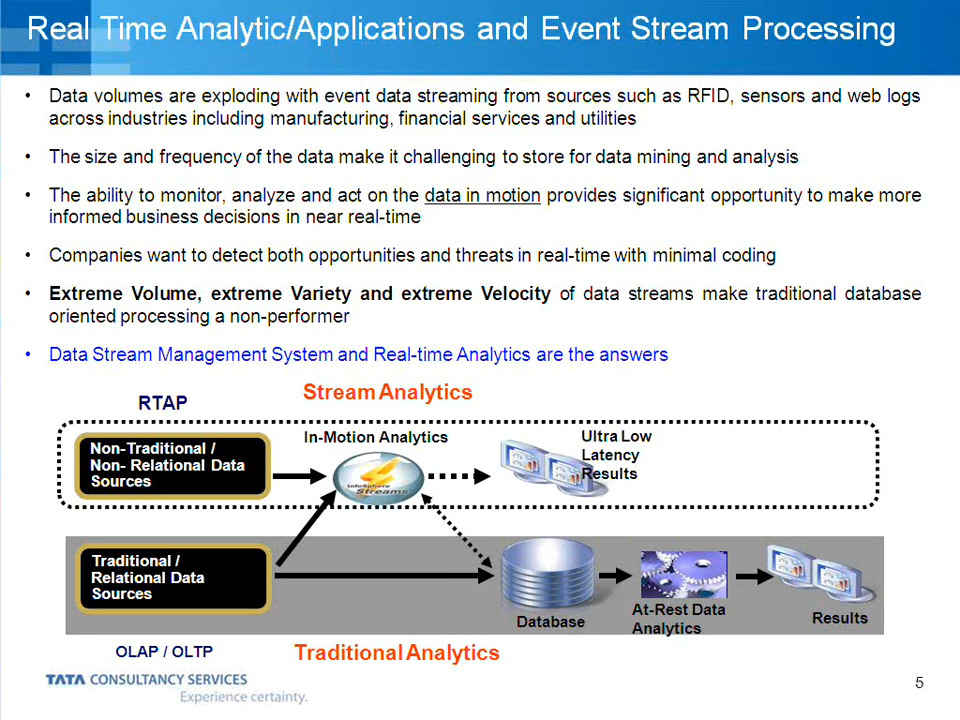 Real Time Analytic/Applications and Event Stream Processing
• Data volumes are exploding with event data streaming from sources such as RFID, sensors and web logs
across industries including manufacturing, financial services and utilities
• The size and frequency of the data make it challenging to store for data mining and analysis
• The ability to monitor, analyze and act on the data in motion provides significant opportunity to make more
informed business decisions in near real-time
• Companies want to detect both opportunities and threats in real-time with minimal coding
• Extreme Volume, extreme Variety and extreme Velocity of data streams make traditional database
oriented processing a non-performer
• Data Stream Management System and Real-time Analytics are the answers
Stream Analytics
RTAP
Non-Traditional /
Non- Relational Data
Sources
In-Motion Analytics
InfoSphere
Streams
Ultra Low
Latency
Results
Traditional /
Relational Data
Sources
Database
At-Rest Data
Analytics
Results
OLAP / OLTP
Traditional Analytics
TATA CONSULTANCY SERVICES
Experience certainty.
5